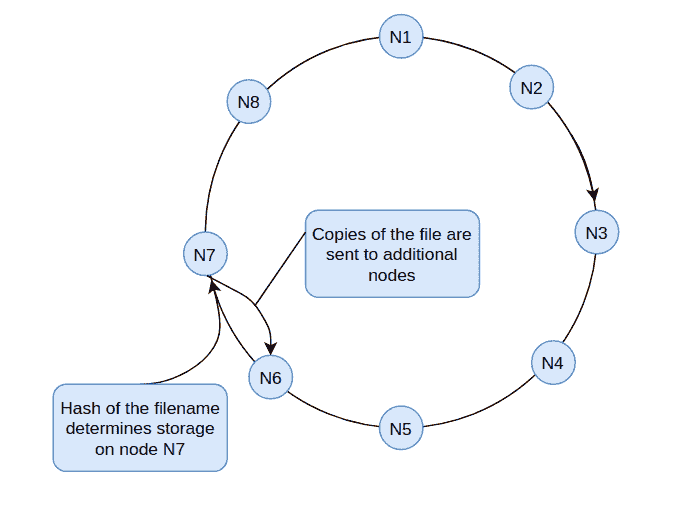 N1
N2
N8
N3
Copies of the file are
sent to additional
nodes
N7
N4
N6
Hash of the filename
determines storage
on node N7
N5